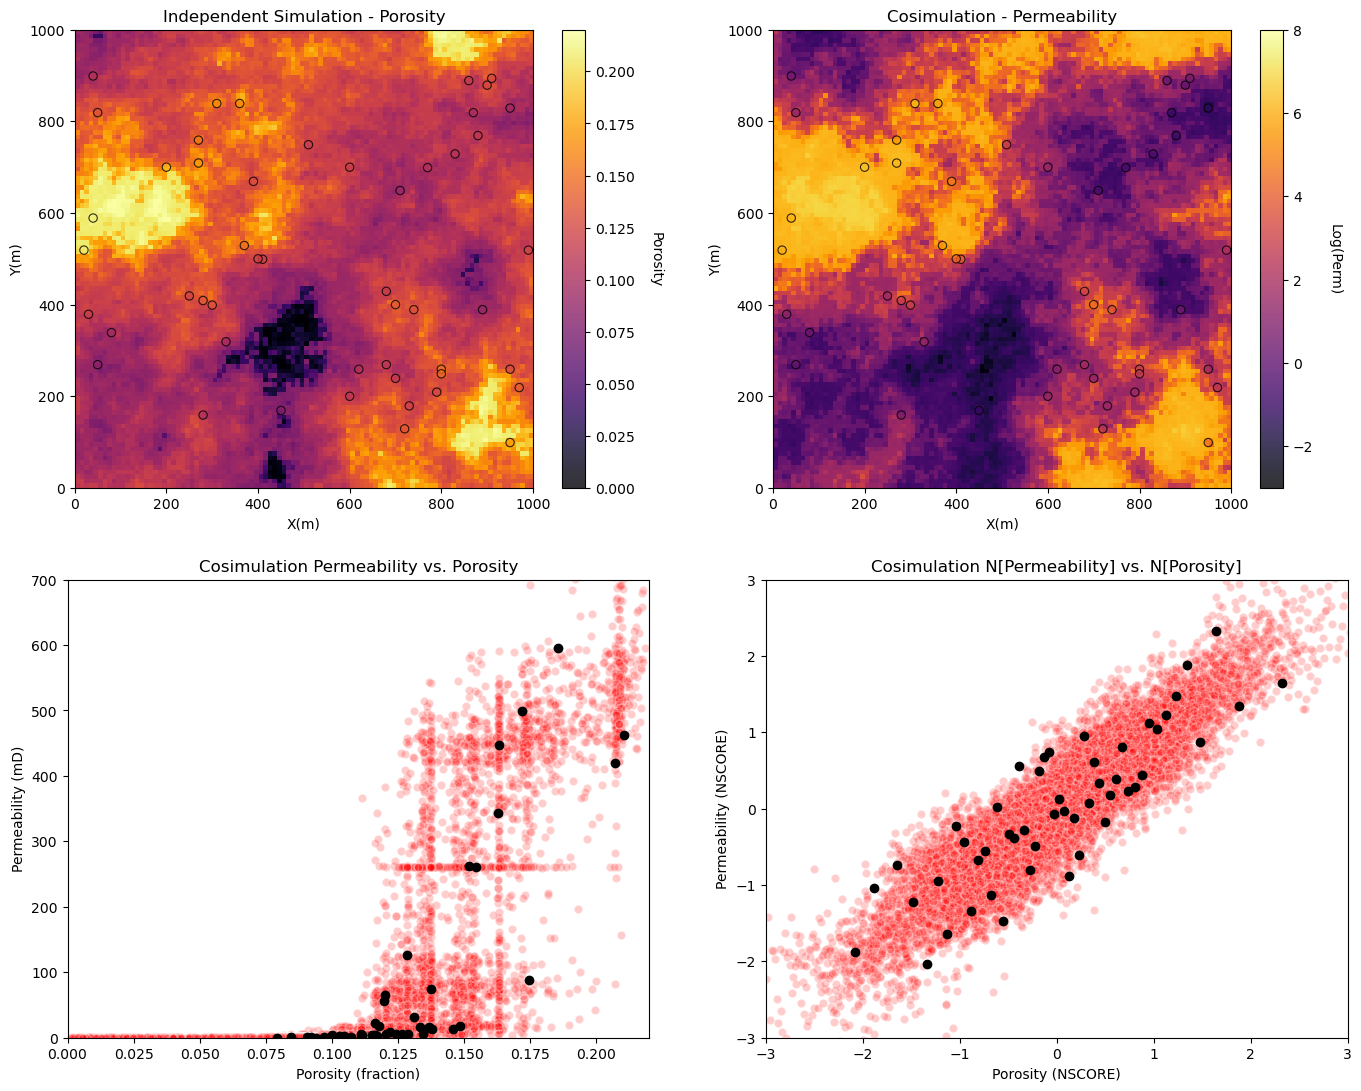 Independent Simulation - Porosity
1000
800
600
400
200
0
Y(m)
0 200 400 600 800 1000
X(m)
0.200
0.175
0.150
0.125
0.100
0.075
0.050
0.025
0.000
Porosity
Cosimulation - Permeability
1000
800
600
400
200
0
Y(m)
0 200 400 600 800 1000
X(m)
8
6
4
2
0
−2
Log(Perm)
Cosimulation Permeability vs. Porosity
700
600
500
400
300
200
100
0
Permeability (mD)
0.000 0.025 0.050 0.075 0.100 0.125 0.150 0.175 0.200
Porosity (fraction)
Cosimulation N[Permeability] vs. N[Porosity]
3
2
1
0
−1
−2
−3
Permeability (NSCORE)
−3 −2 −1 0 1 2 3
Porosity (NSCORE)